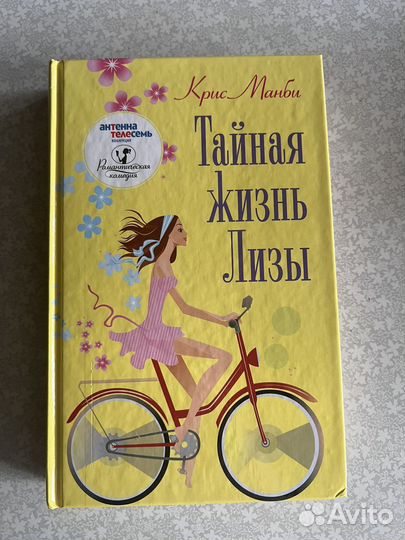 Крис Манби
антенна
телесемь
коллекция
Романтическая
комедия
Тайная
жизнь
Лизы
Avito